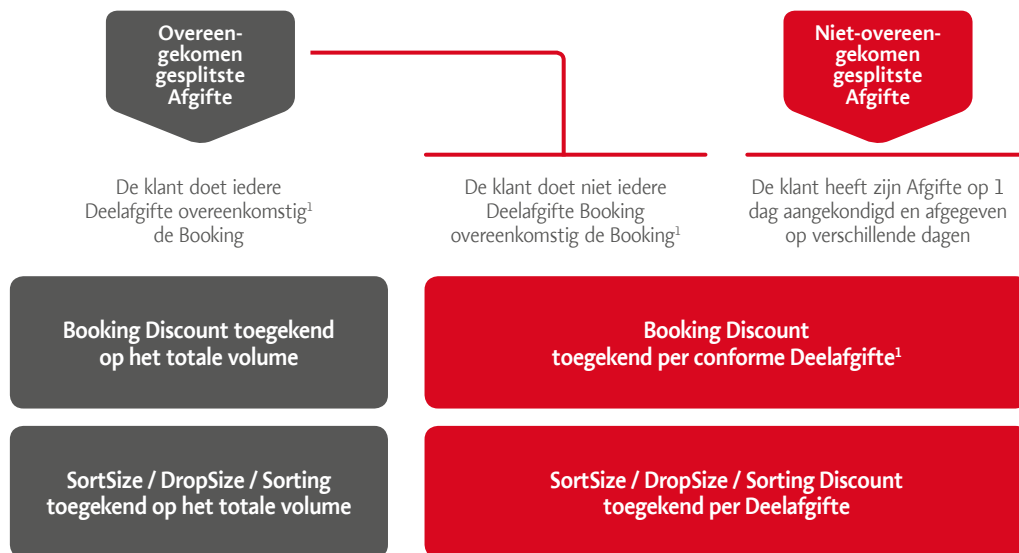 Overeen-
gekomen
gesplitste
Afgifte
Niet-overeen-
gekomen
gesplitste
Afgifte
De klant doet iedere
Deelafgifte overeenkomstig¹
de Booking
De klant doet niet iedere
Deelafgifte Booking
overeenkomstig de Booking¹
De klant heeft zijn Afgifte op 1
dag aangekondigd en afgegeven
op verschillende dagen
Booking Discount toegekend
op het totale volume
Booking Discount
toegekend per conforme Deelafgifte¹
SortSize / DropSize / Sorting
toegekend op het totale volume
SortSize / DropSize / Sorting Discount
toegekend per Deelafgifte